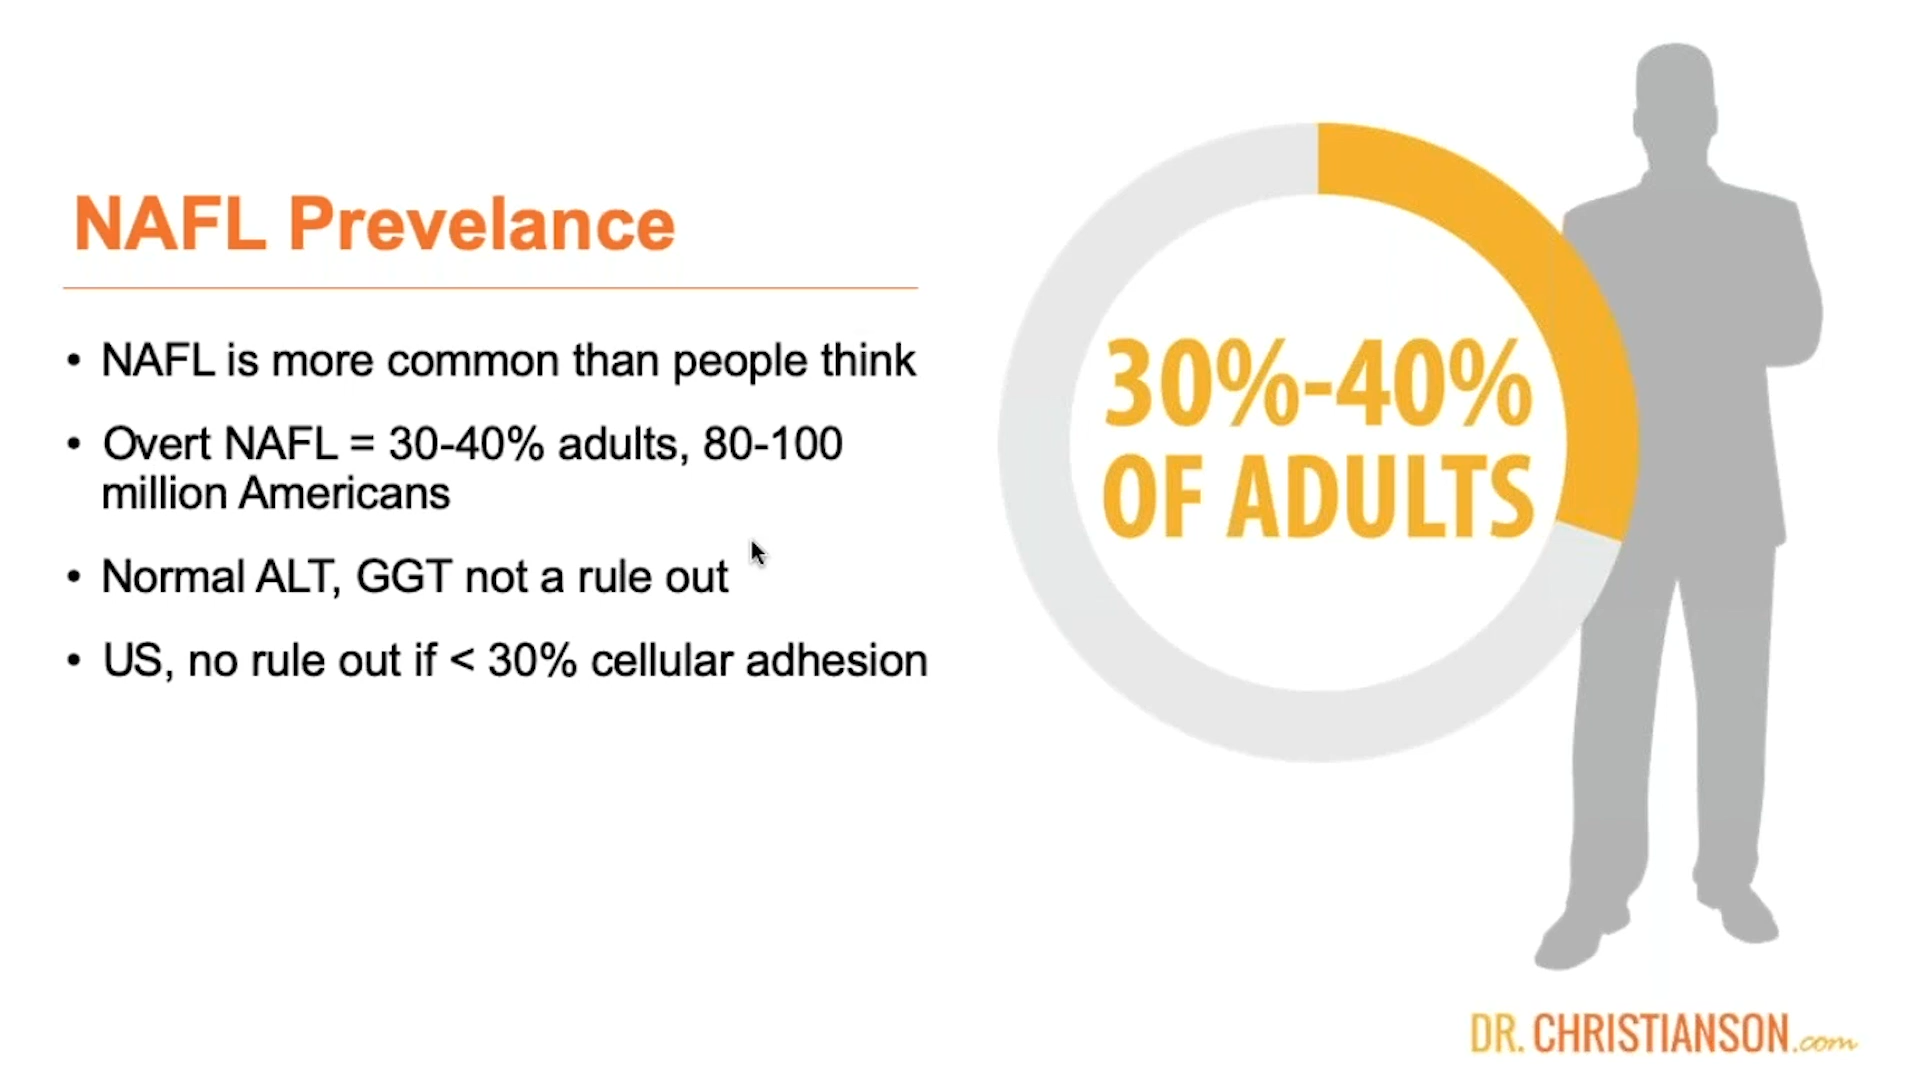 NAFL Prevelance
• NAFL is more common than people think
• Overt NAFL = 30-40% adults, 80-100
million Americans
• Normal ALT, GGT not a rule out
• US, no rule out if < 30% cellular adhesion
30%-40%
OF ADULTS
DR. CHRISTIANSON.com